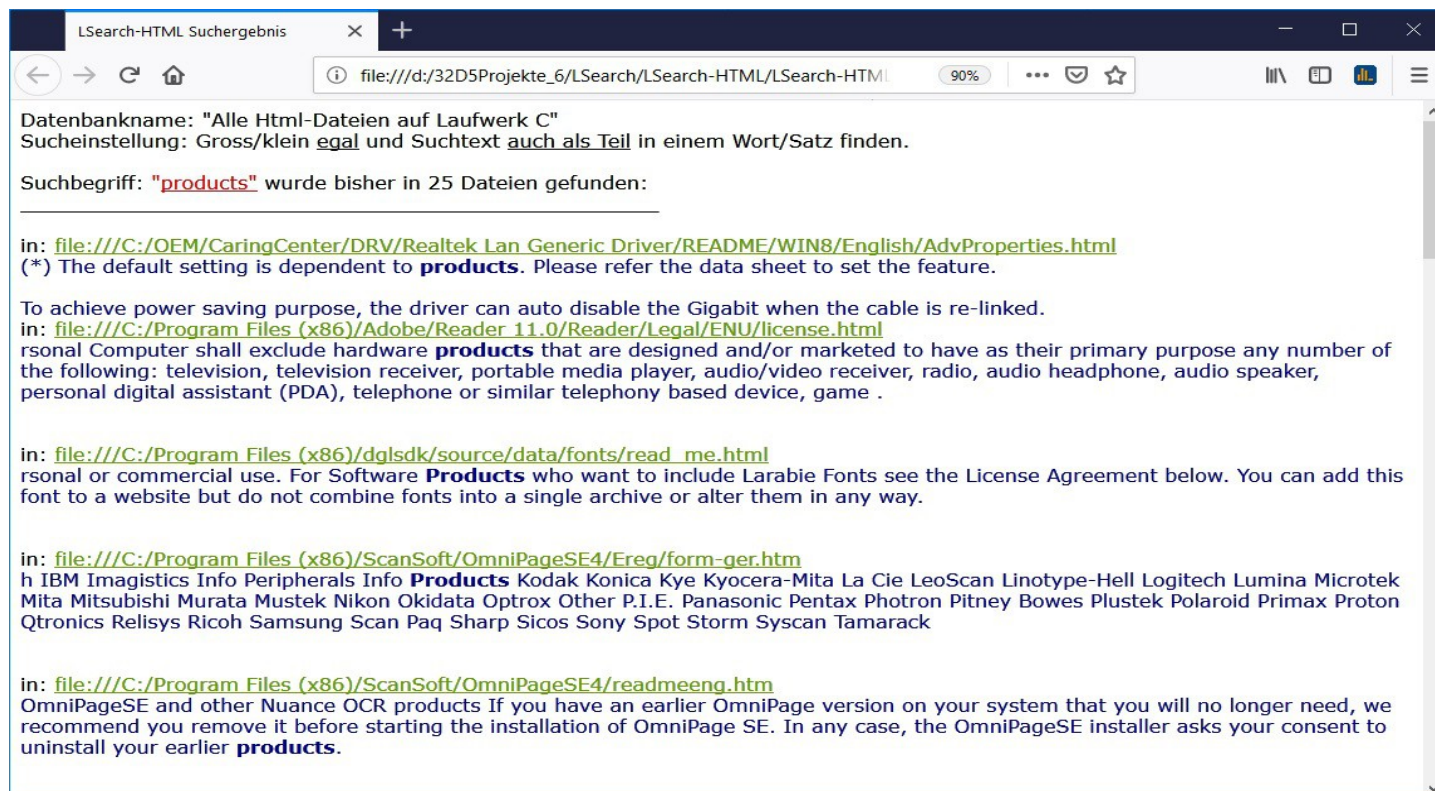 LSearch-HTML Suchergebnis
file:///d:/32D5Projekte_6/LSearch/LSearch-HTML/LSearch-HTML
90%
Datenbankname: "Alle Html-Dateien auf Laufwerk C"
Sucheinstellung: Gross/klein egal und Suchtext auch als Teil in einem Wort/Satz finden.
Suchbegriff: "products" wurde bisher in 25 Dateien gefunden:
in: file:///C:/OEM/CaringCenter/DRV/Realtek Lan Generic Driver/README/WIN8/English/AdvProperties.html
(*) The default setting is dependent to products. Please refer the data sheet to set the feature.
To achieve power saving purpose, the driver can auto disable the Gigabit when the cable is re-linked.
in: file:///C:/Program Files (x86)/Adobe/Reader 11.0/Reader/Legal/ENU/license.html
rsonal Computer shall exclude hardware products that are designed and/or marketed to have as their primary purpose any number of
the following: television, television receiver, portable media player, audio/video receiver, radio, audio headphone, audio speaker,
personal digital assistant (PDA), telephone or similar telephony based device, game .
in: file:///C:/Program Files (x86)/dglsdk/source/data/fonts/read_me.html
rsonal or commercial use. For Software Products who want to include Larabie Fonts see the License Agreement below. You can add this
font to a website but do not combine fonts into a single archive or alter them in any way.
in: file:///C:/Program Files (x86)/ScanSoft/OmniPageSE4/Ereg/form-ger.htm
h IBM Imagistics Info Peripherals Info Products Kodak Konica Kye Kyocera-Mita La Cie LeoScan Linotype-Hell Logitech Lumina Microtek
Mita Mitsubishi Murata Mustek Nikon Okidata Optrox Other P.I.E. Panasonic Pentax Photron Pitney Bowes Plustek Polaroid Primax Proton
Qtronics Relisys Ricoh Samsung Scan Paq Sharp Sicos Sony Spot Storm Syscan Tamarack
in: file:///C:/Program Files (x86)/ScanSoft/OmniPageSE4/readmeeng.htm
OmniPageSE and other Nuance OCR products If you have an earlier OmniPage version on your system that you will no longer need, we
recommend you remove it before starting the installation of OmniPage SE. In any case, the OmniPageSE installer asks your consent to
uninstall your earlier products.